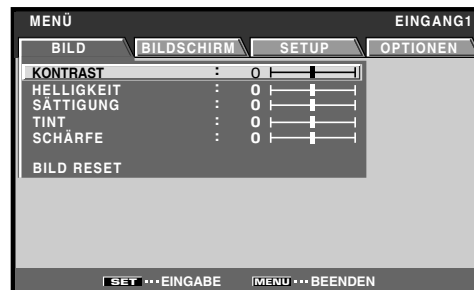 MENÜ EINGANG1
BILD BILDSCHIRM SETUP OPTIONEN
KONTRAST : 0
HELLIGKEIT : 0
SÄTTIGUNG : 0
TINT : 0
SCHÄRFE : 0
BILD RESET
SET ··· EINGABE MENU ··· BEENDEN